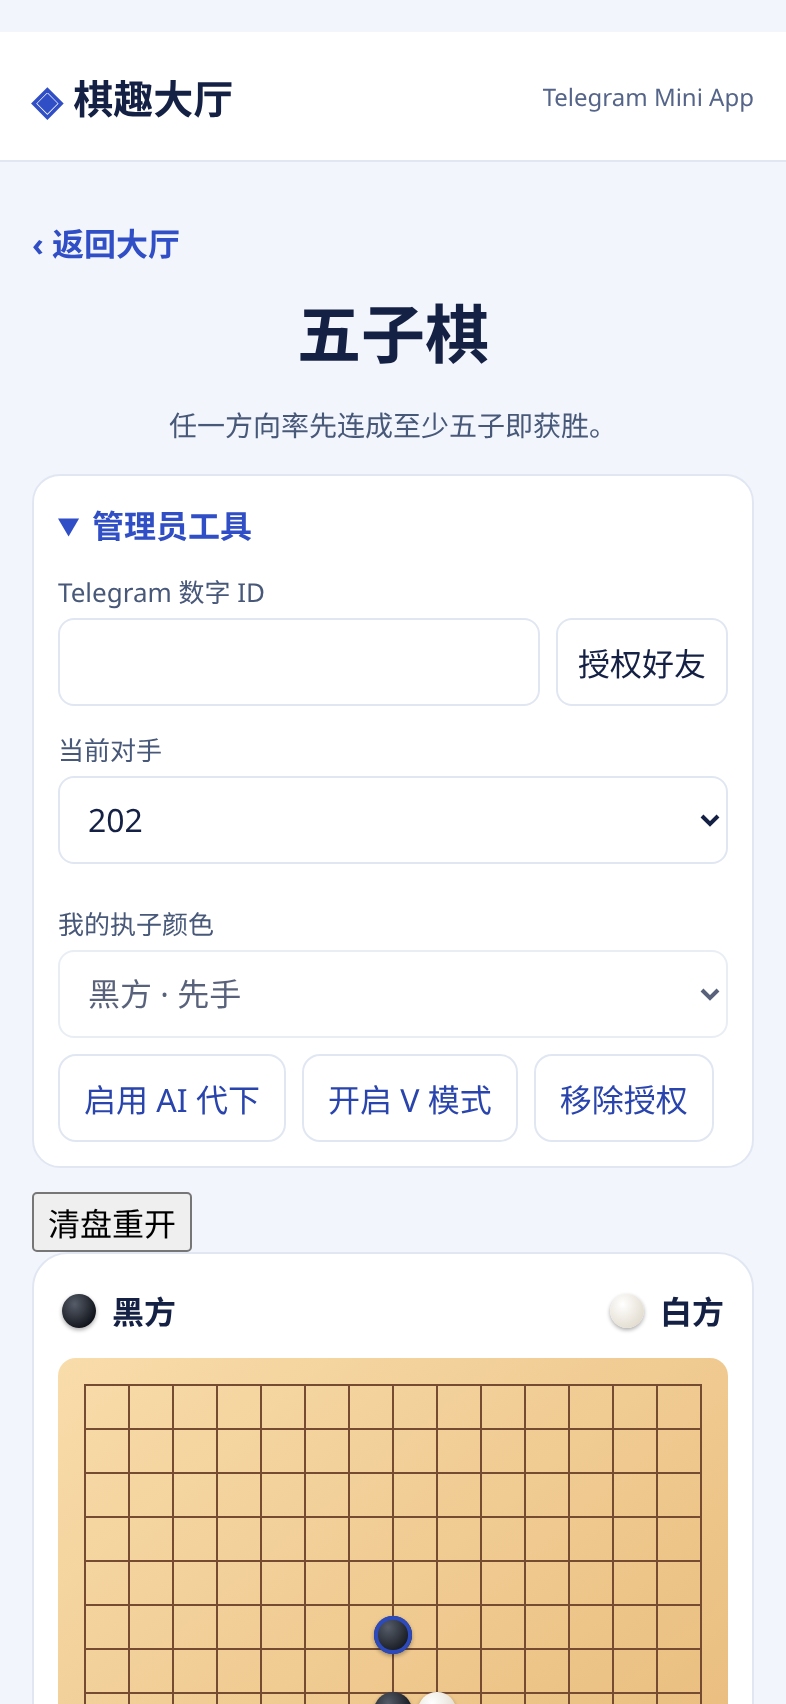 棋趣大厅
Telegram Mini App
‹ 返回大厅
五子棋
任一方向率先连成至少五子即获胜。
▼ 管理员工具
Telegram 数字 ID
授权好友
当前对手
202
我的执子颜色
黑方 · 先手
启用 AI 代下
开启 V 模式
移除授权
清盘重开
黑方
白方